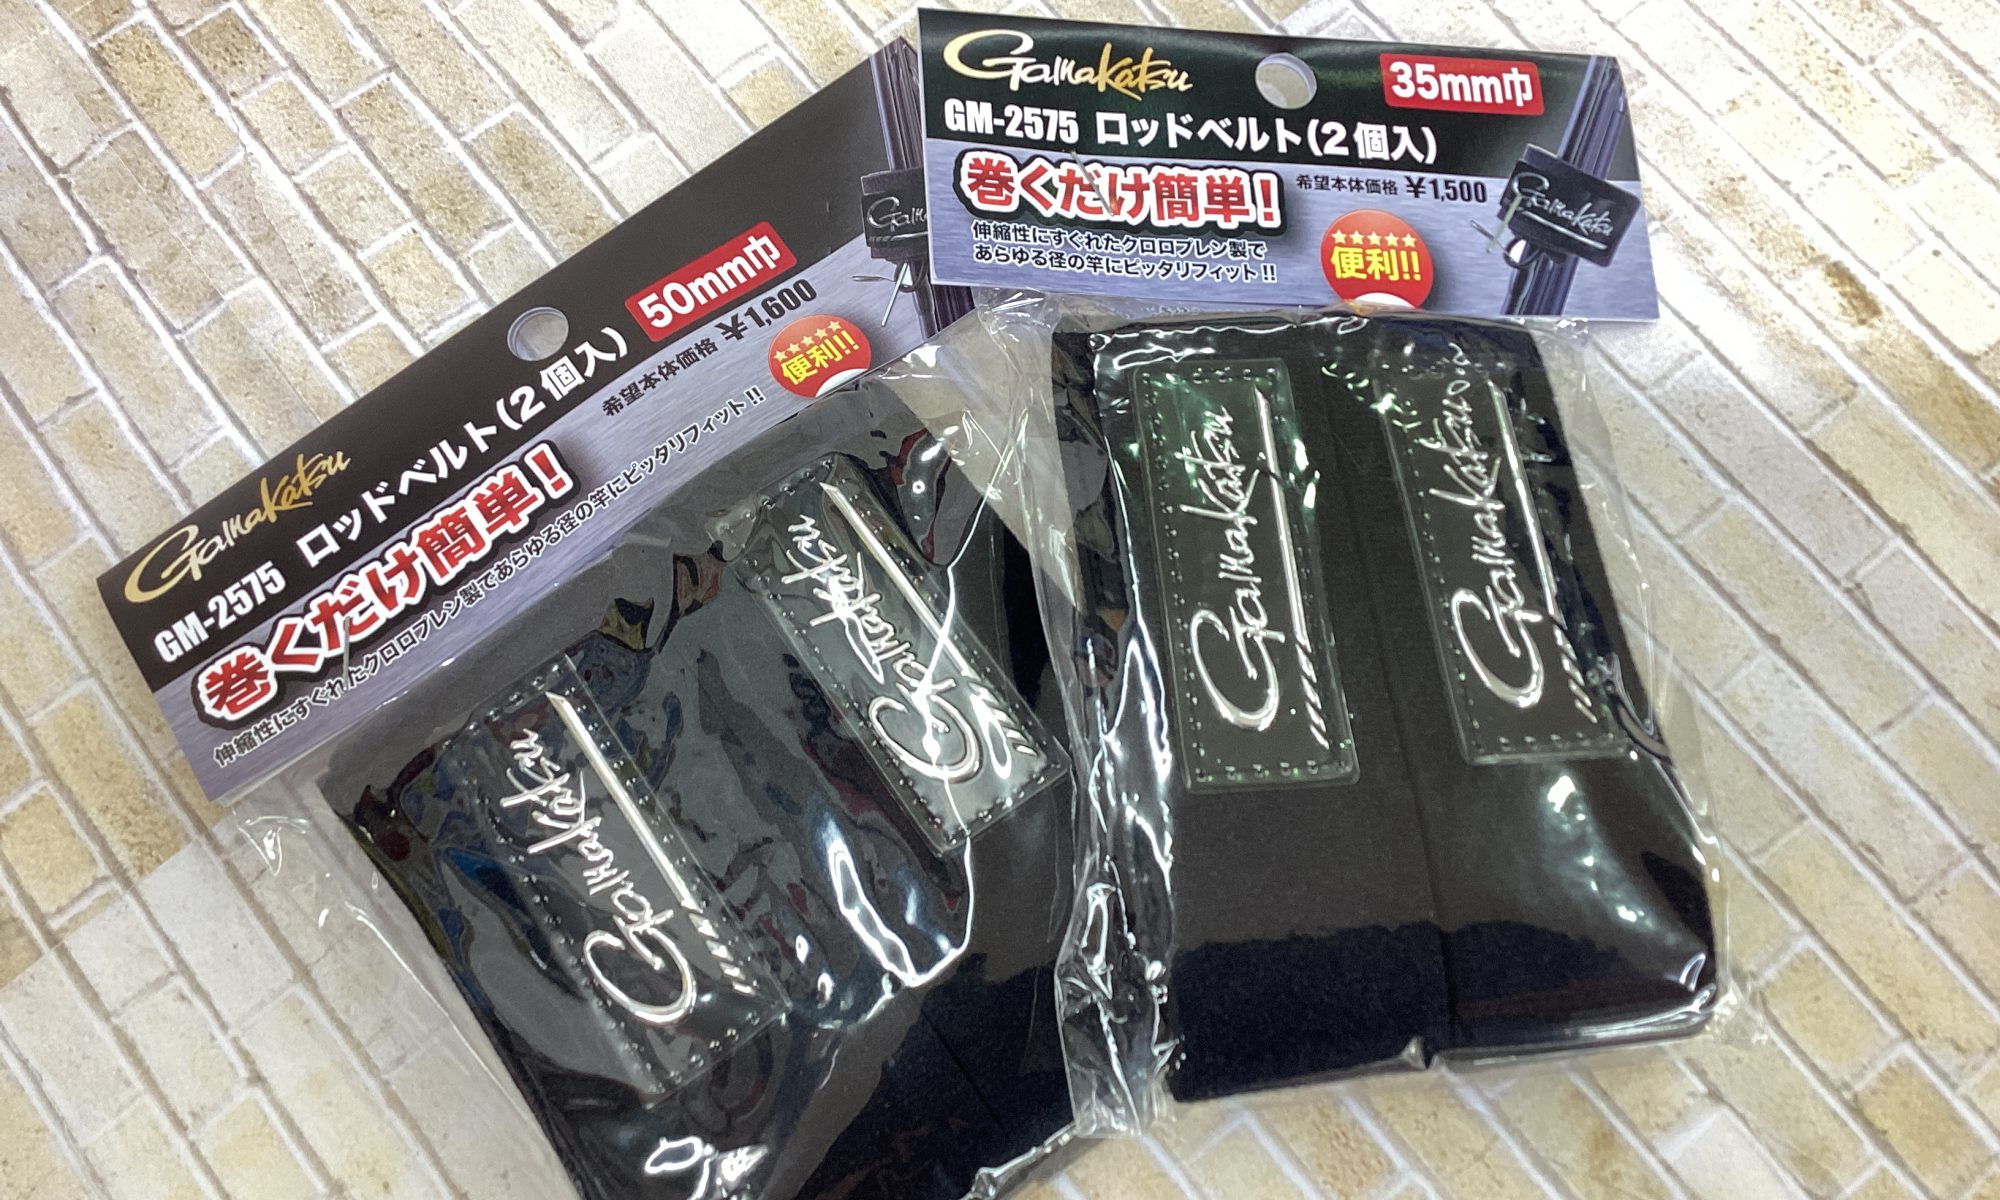 Gamakatsu
GM-2575 ロッドベルト(2個入) 50mm巾
巻くだけ簡単! 希望本体価格 ¥1,600
伸縮性にすぐれたクロロプレン製であらゆる径の竿にピッタリフィット!!
便利!!
Gamakatsu
Gamakatsu
Gamakatsu
35mm巾
GM-2575 ロッドベルト(2個入)
巻くだけ簡単! 希望本体価格 ¥1,500
伸縮性にすぐれたクロロプレン製で
あらゆる径の竿にピッタリフィット!!
便利!!
Gamakatsu
Gamakatsu
Gamakatsu